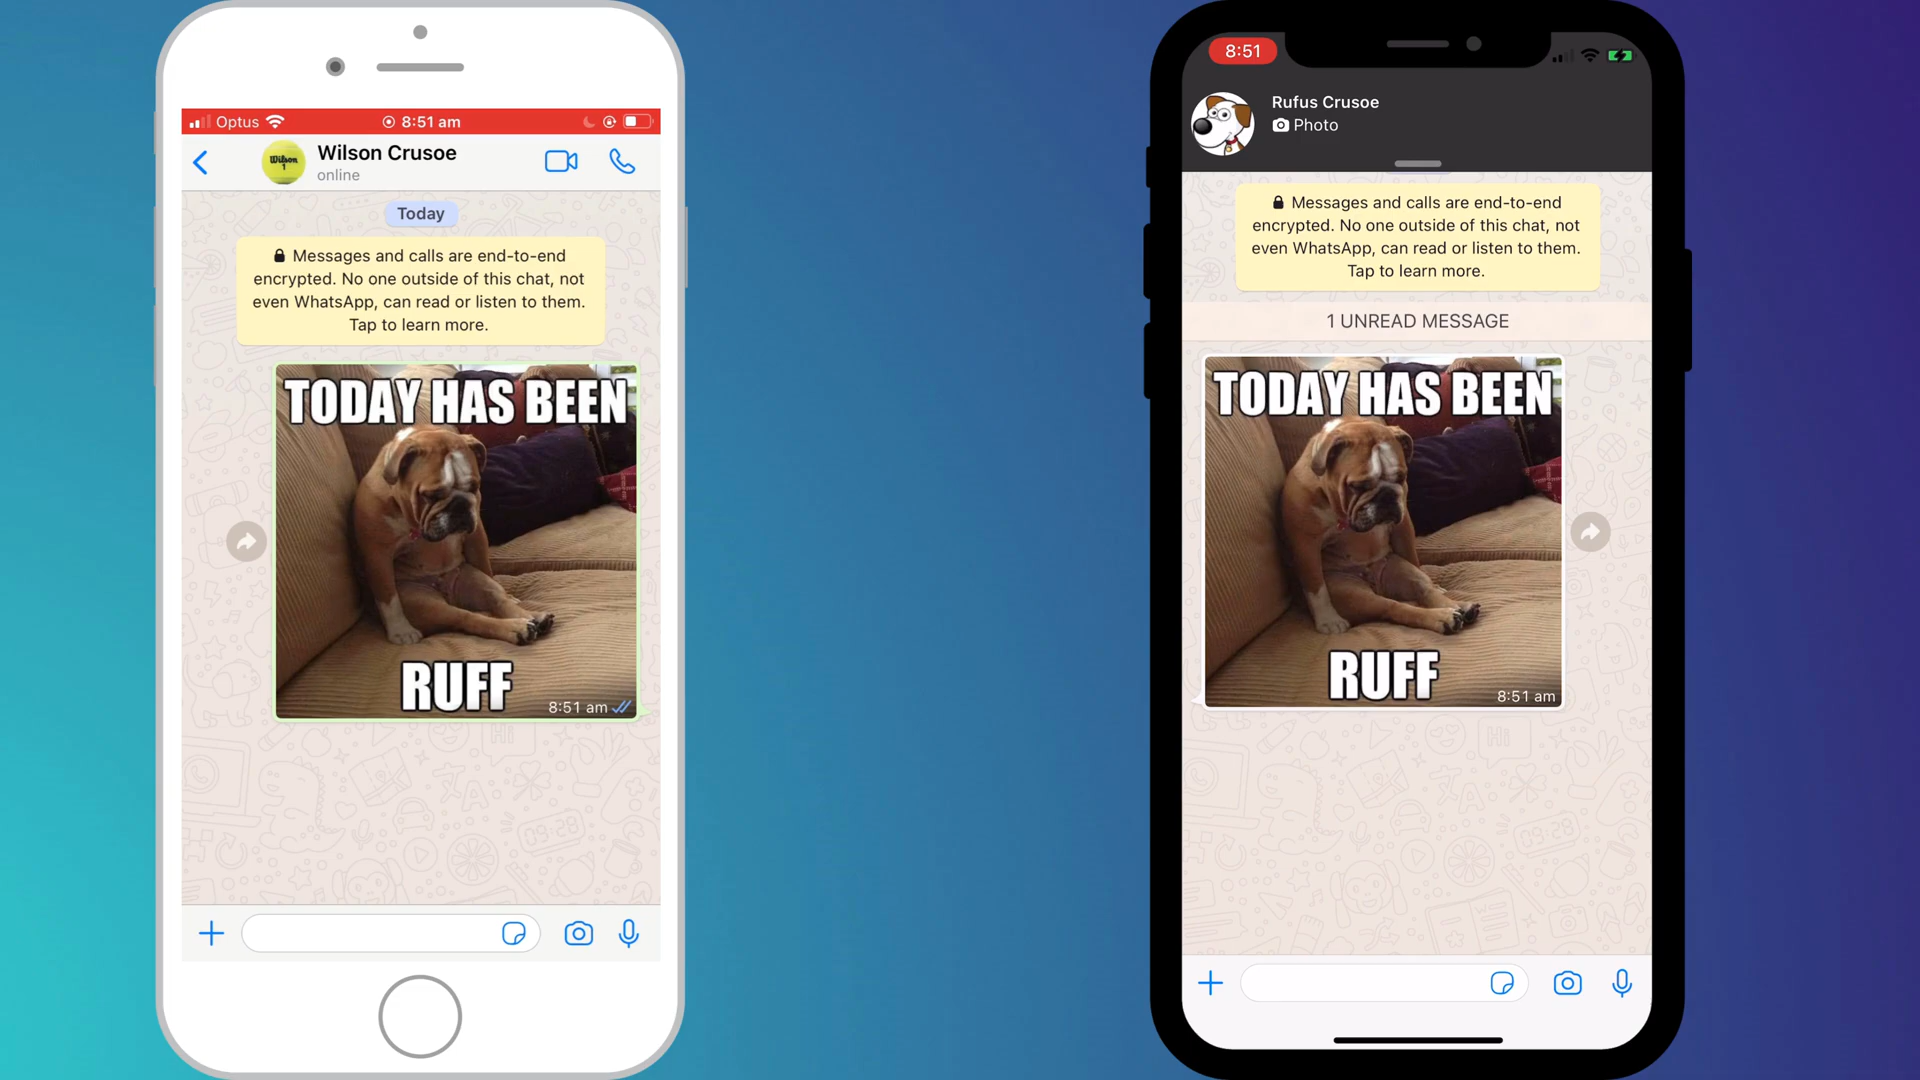 Optus
8:51 am
Wilson
1
Wilson Crusoe
online
Today
Messages and calls are end-to-end
encrypted. No one outside of this chat, not
even WhatsApp, can read or listen to them.
Tap to learn more.
TODAY HAS BEEN
RUFF
8:51 am
8:51
Rufus Crusoe
Photo
Messages and calls are end-to-end
encrypted. No one outside of this chat, not
even WhatsApp, can read or listen to them.
Tap to learn more.
1 UNREAD MESSAGE
TODAY HAS BEEN
RUFF
8:51 am